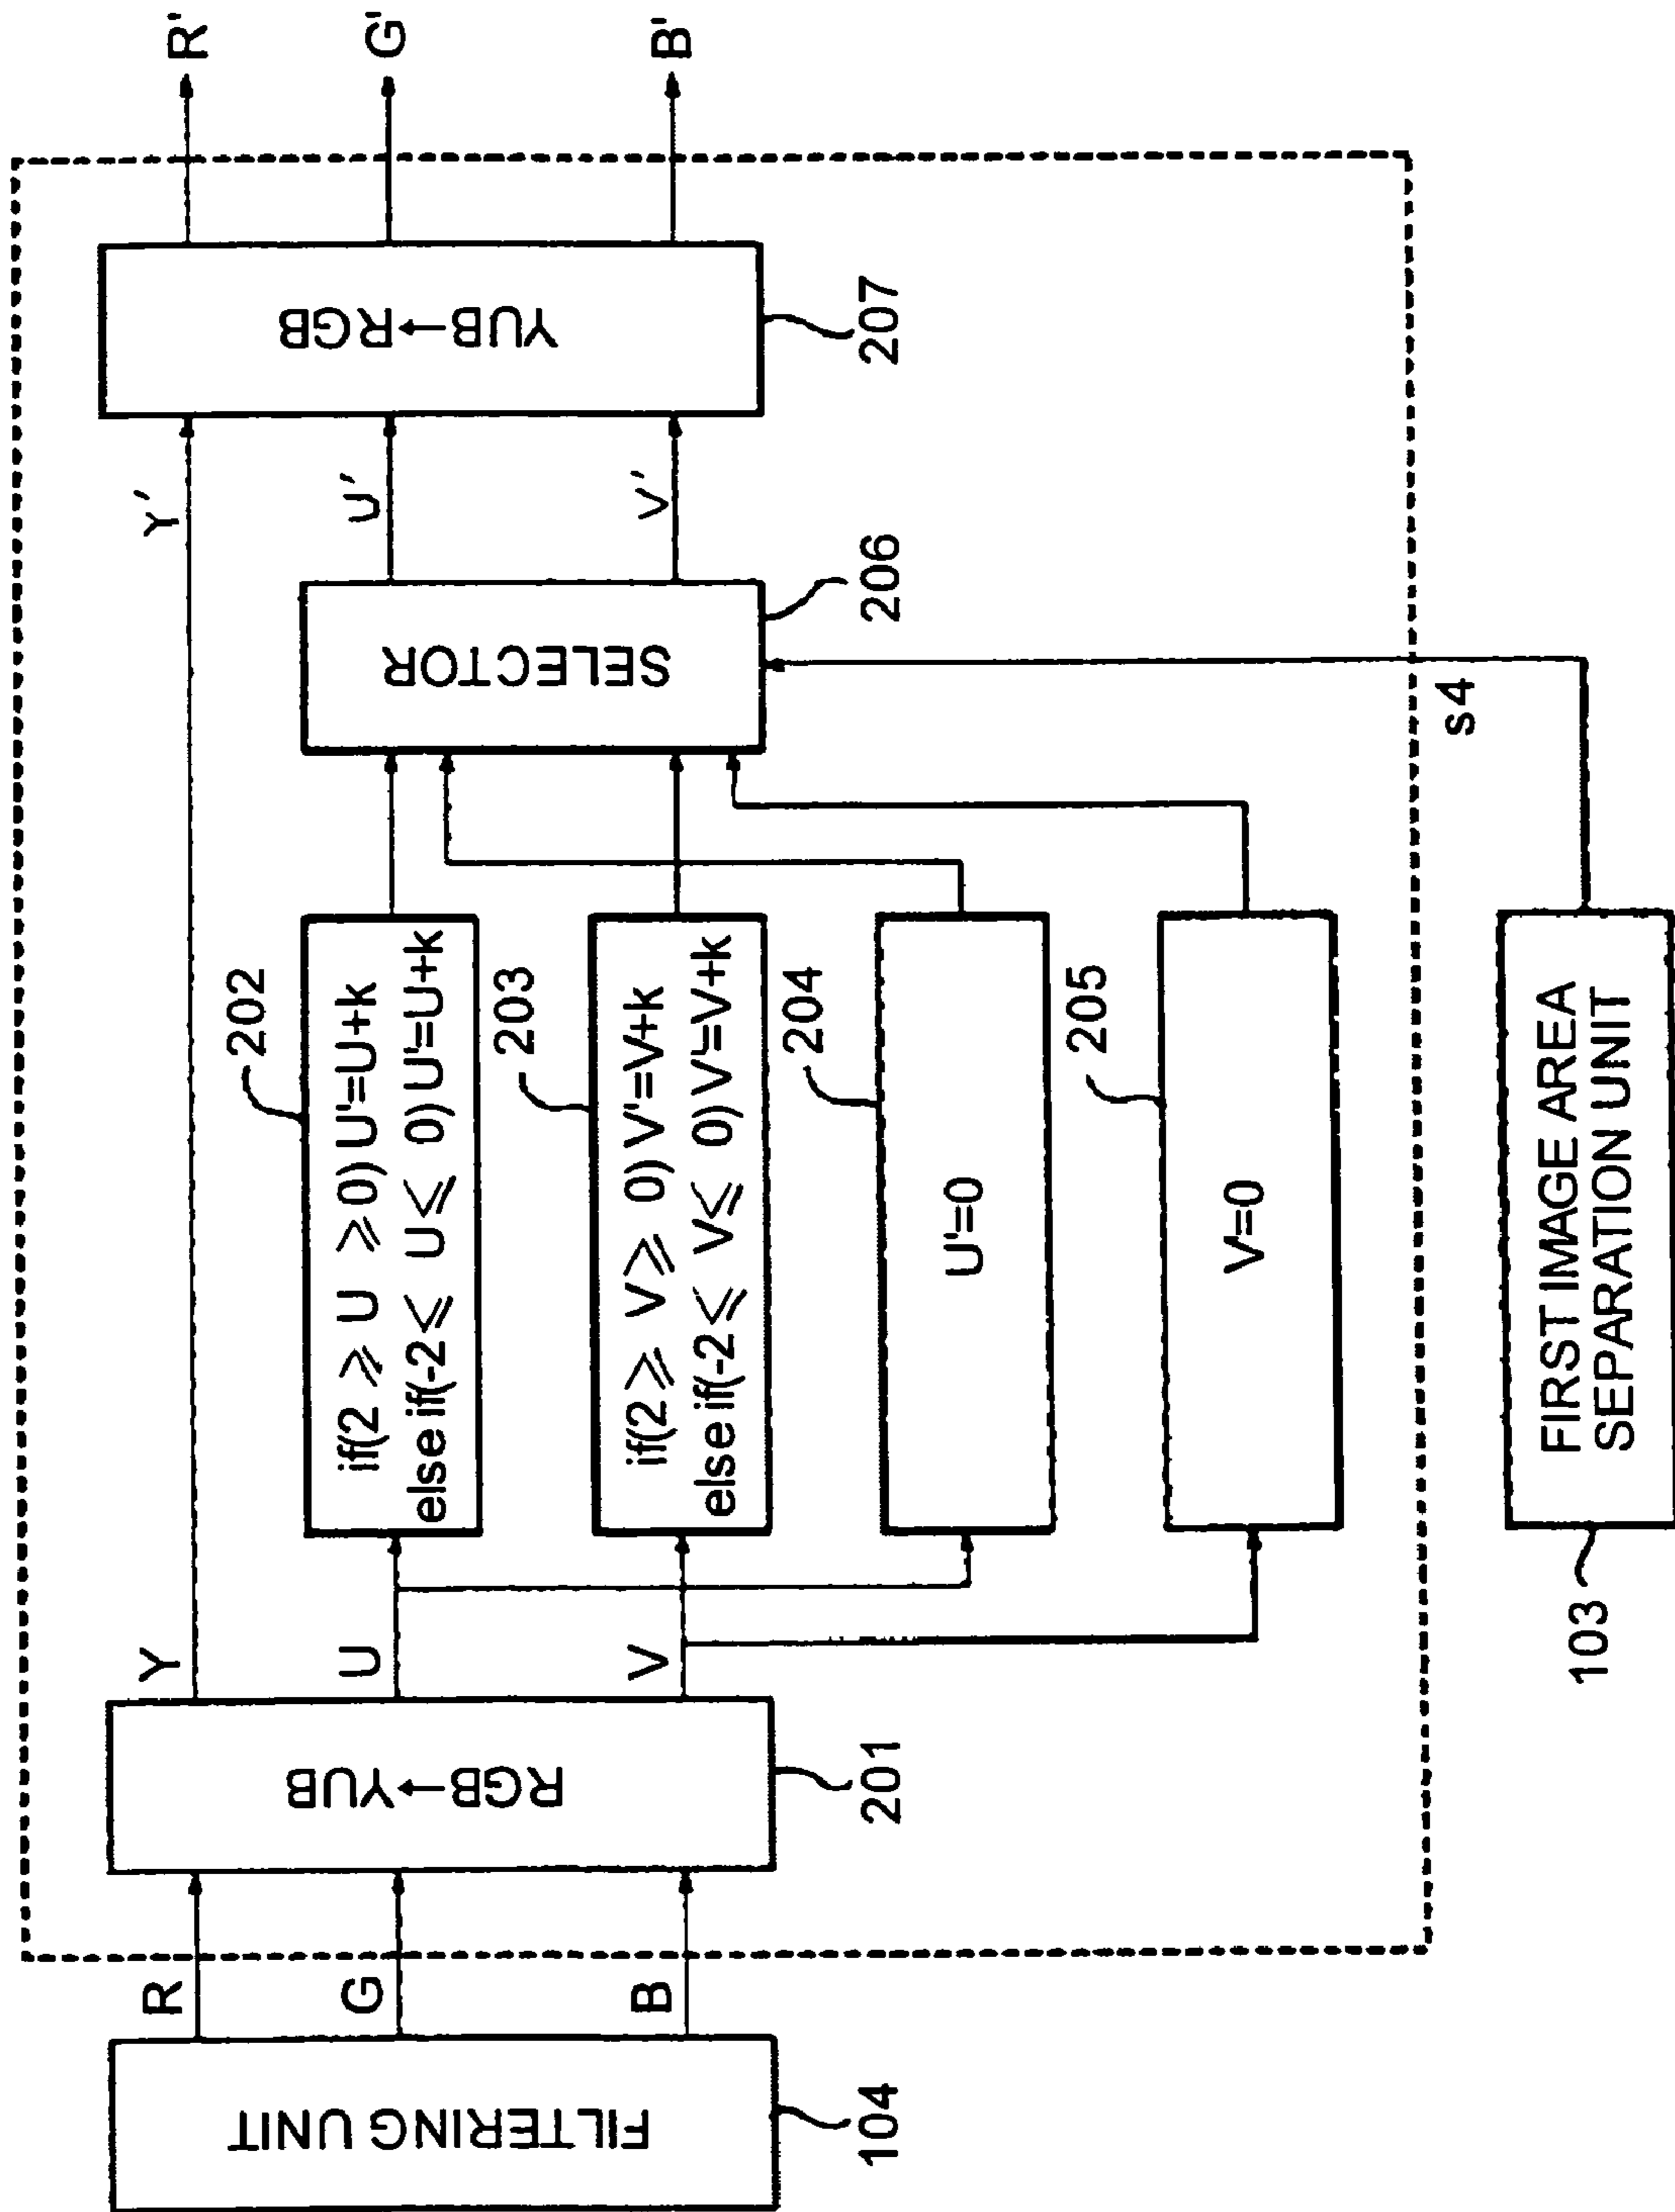 FILTERING UNIT
104
R
G
B
RGB→YUB
201
Y
U
V
202
if(2 ≥ U ≥0)U'=U+k
else if(-2≤ U≤ 0)U'=U+k
203
if(2≥ V≥ 0)V'=V+k
else if(-2≤ V≤ 0)V'=V+k
204
U'=0
205
V'=0
SELECTOR
206
Y'
U'
V'
YUB→RGB
207
R'
G'
B'
s4
103
FIRST IMAGE AREA
SEPARATION UNIT